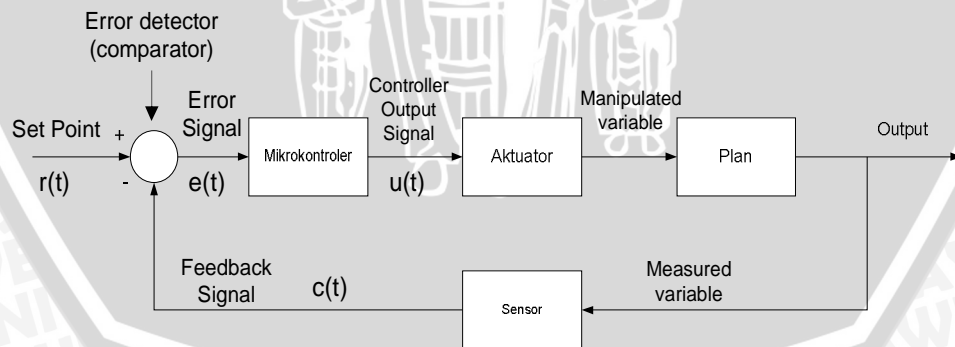 Error detector
(comparator)
Set Point
+
-
r(t)
Error
Signal
e(t)
Mikrokontroler
Controller
Output
Signal
u(t)
Aktuator
Manipulated
variable
Plan
Output
Feedback
Signal
c(t)
Sensor
Measured
variable